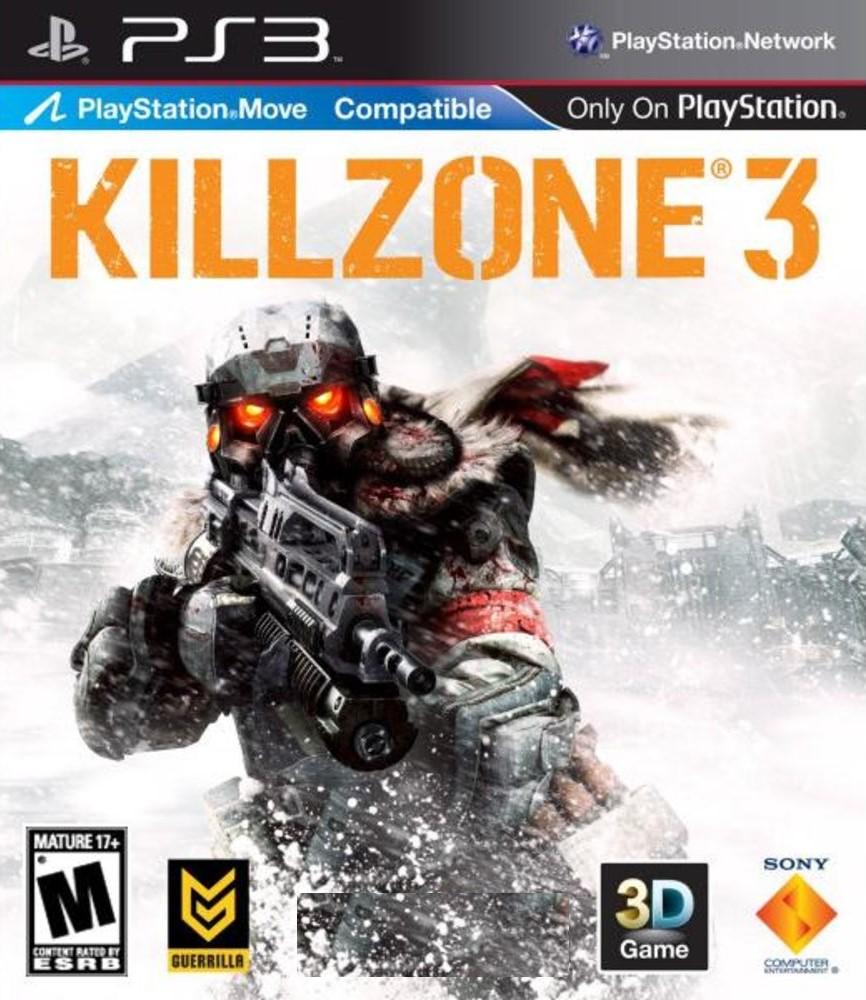 PS3™
PlayStation®Network
PlayStation®Move Compatible
Only On PlayStation®
KILLZONE® 3
MATURE 17+
M
CONTENT RATED BY
ESRB
GUERRILLA
3D
Game
SONY
COMPUTER
ENTERTAINMENT®